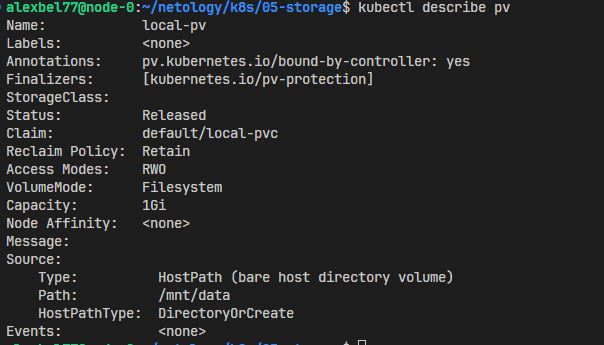 alexbel77@node-0:~/netology/k8s/05-storage$ kubectl describe pv
Name:            local-pv
Labels:          <none>
Annotations:     pv.kubernetes.io/bound-by-controller: yes
Finalizers:      [kubernetes.io/pv-protection]
StorageClass:
Status:          Released
Claim:           default/local-pvc
Reclaim Policy:  Retain
Access Modes:    RWO
VolumeMode:      Filesystem
Capacity:        1Gi
Node Affinity:   <none>
Message:
Source:
    Type:          HostPath (bare host directory volume)
    Path:          /mnt/data
    HostPathType:  DirectoryOrCreate
Events:            <none>